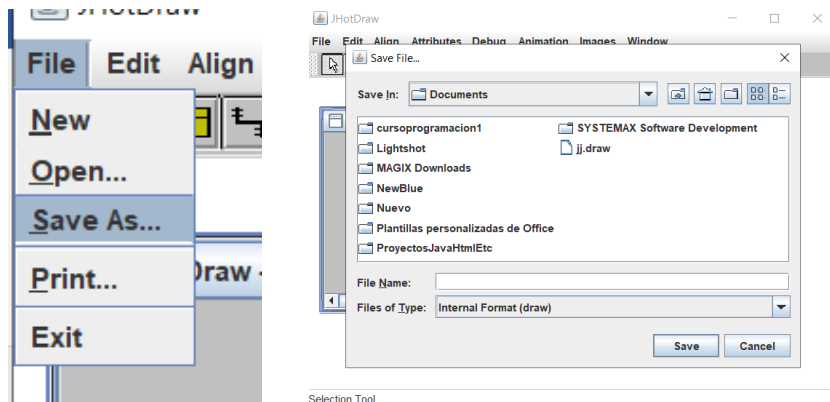 JHotDraw
File Edit Align
New
Open...
Save As...
Print...
Exit
Draw -
JHotDraw
File Edit Align Attributes Debug Animation Images Window
Save File...
Save In: Documents
cursoprogramacion1
Lightshot
MAGIX Downloads
NewBlue
Nuevo
Plantillas personalizadas de Office
ProyectosJavaHtmlEtc
SYSTEMAX Software Development
jj.draw
File Name:
Files of Type: Internal Format (draw)
Save Cancel
Selection Tool